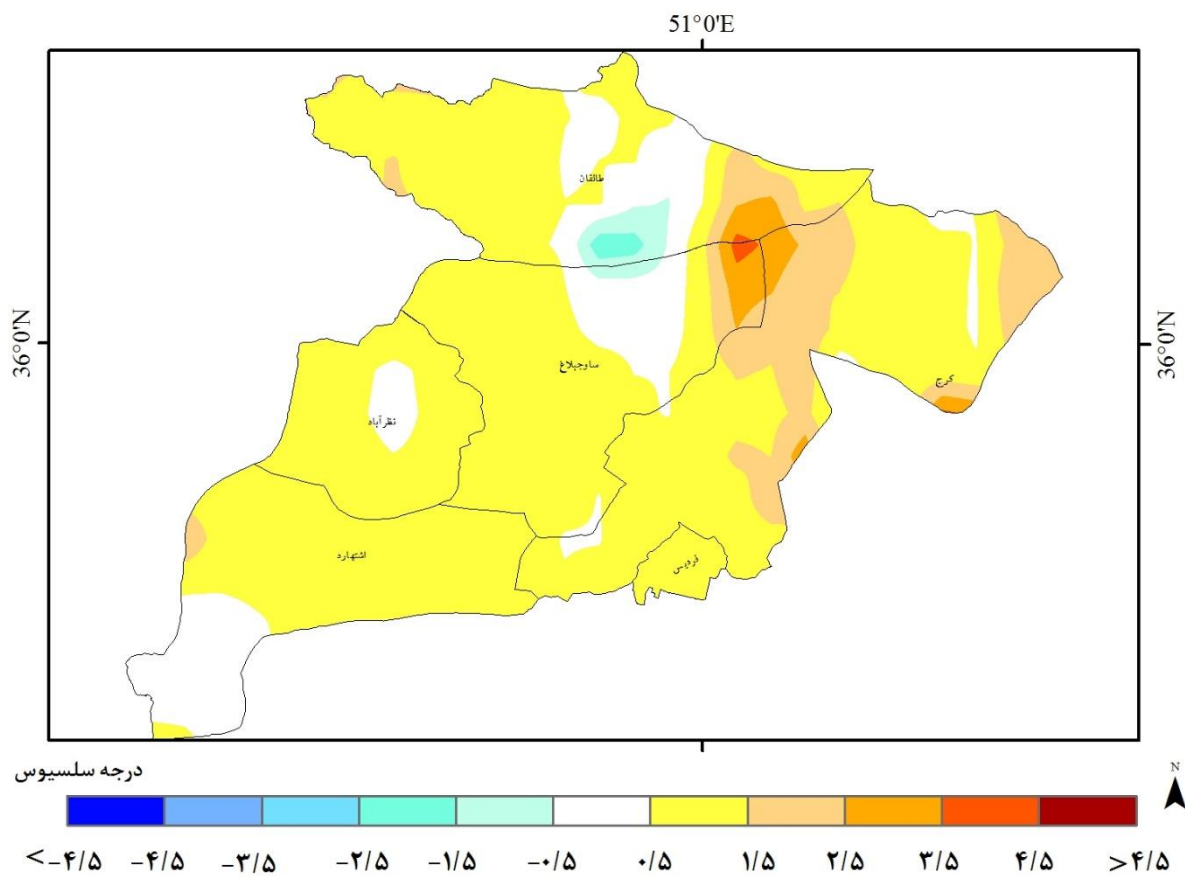 51°0'E
36°0'N
36°0'N
طالقان
ساوجبلاغ
کرج
نظرآباد
اشتهارد
فردیس
درجه سلسیوس
N
<-۴/۵ -۴/۵ -۳/۵ -۲/۵ -۱/۵ -۰/۵ ۰/۵ ۱/۵ ۲/۵ ۳/۵ ۴/۵ >۴/۵